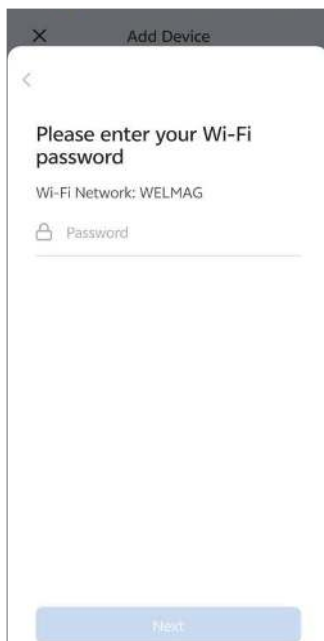 Add Device
Please enter your Wi-Fi
password
Wi-Fi Network: WELMAG
Password
Next